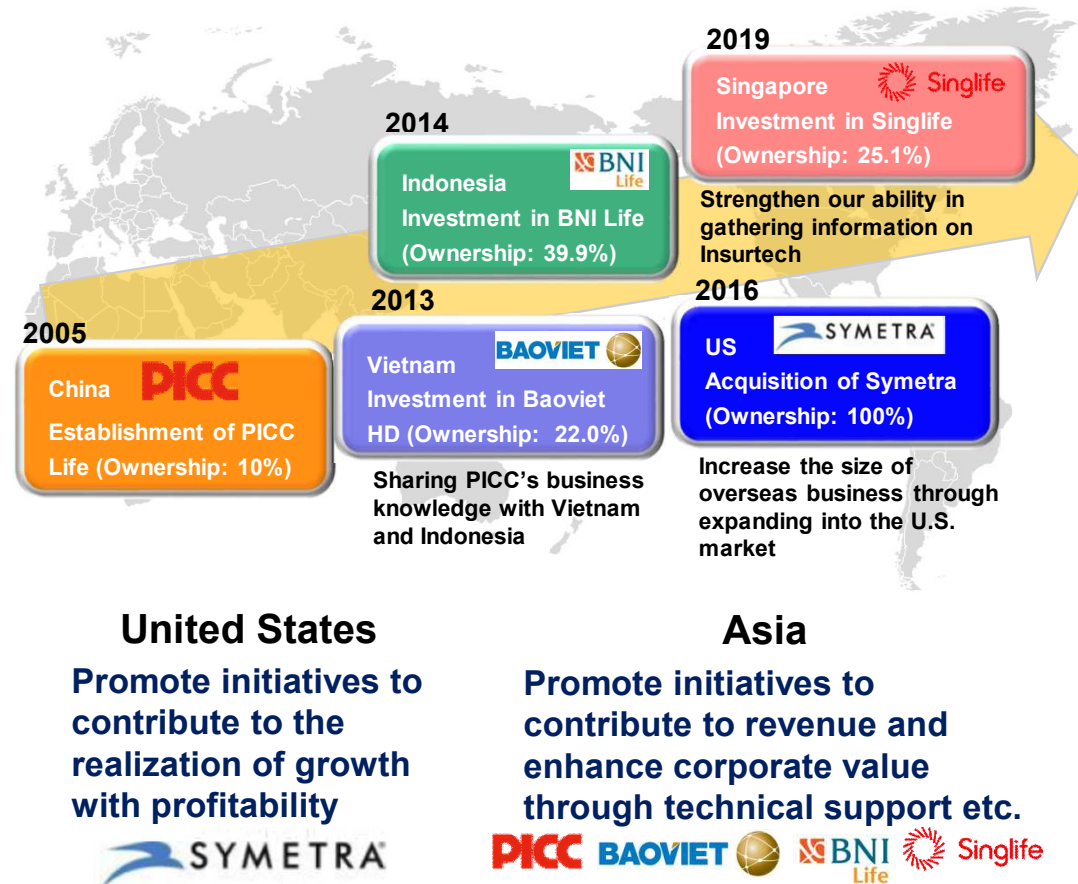 2019
Singapore
Singlife
Investment in Singlife
(Ownership: 25.1%)
Strengthen our ability in
gathering information on
Insurtech
2014
BNI
Life
Indonesia
Investment in BNI Life
(Ownership: 39.9%)
2005
China
PICC
Establishment of PICC
Life (Ownership: 10%)
2013
Vietnam
BAOVIET
Investment in Baoviet
HD (Ownership: 22.0%)
Sharing PICC's business
knowledge with Vietnam
and Indonesia
2016
SYMETRA
US
Acquisition of Symetra
(Ownership: 100%)
Increase the size of
overseas business through
expanding into the U.S.
market
United States
Promote initiatives to
contribute to the
realization of growth
with profitability
SYMETRA
Asia
Promote initiatives to
contribute to revenue and
enhance corporate value
through technical support etc.
PICC BAOVIET BNI Singlife
Life